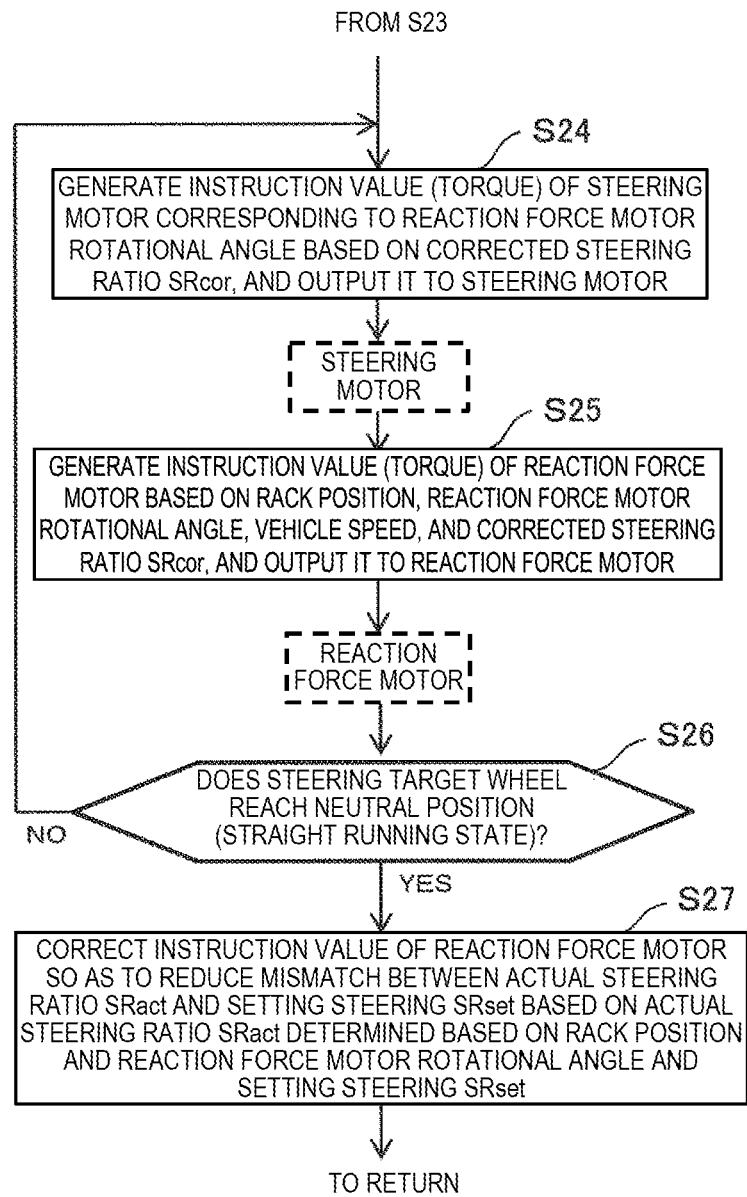 FROM S23
S24
GENERATE INSTRUCTION VALUE (TORQUE) OF STEERING
MOTOR CORRESPONDING TO REACTION FORCE MOTOR
ROTATIONAL ANGLE BASED ON CORRECTED STEERING
RATIO SRcor, AND OUTPUT IT TO STEERING MOTOR
STEERING
MOTOR
S25
GENERATE INSTRUCTION VALUE (TORQUE) OF REACTION FORCE
MOTOR BASED ON RACK POSITION, REACTION FORCE MOTOR
ROTATIONAL ANGLE, VEHICLE SPEED, AND CORRECTED STEERING
RATIO SRcor, AND OUTPUT IT TO REACTION FORCE MOTOR
REACTION
FORCE MOTOR
S26
DOES STEERING TARGET WHEEL
REACH NEUTRAL POSITION
(STRAIGHT RUNNING STATE)?
NO
YES
S27
CORRECT INSTRUCTION VALUE OF REACTION FORCE MOTOR
SO AS TO REDUCE MISMATCH BETWEEN ACTUAL STEERING
RATIO SRact AND SETTING STEERING SRset BASED ON ACTUAL
STEERING RATIO SRact DETERMINED BASED ON RACK POSITION
AND REACTION FORCE MOTOR ROTATIONAL ANGLE AND
SETTING STEERING SRset
TO RETURN